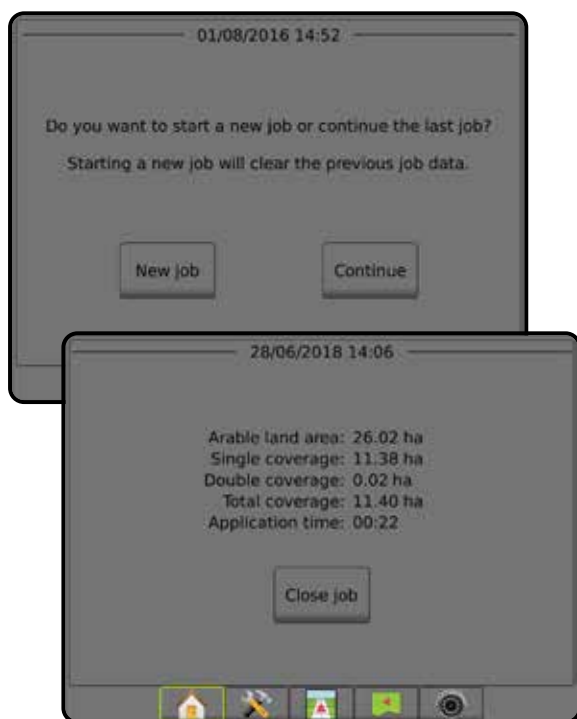 01/08/2016 14:52
Do you want to start a new job or continue the last job?
Starting a new job will clear the previous job data.
New job
Continue
28/06/2018 14:06
Arable land area: 26.02 ha
Single coverage: 11.38 ha
Double coverage: 0.02 ha
Total coverage: 11.40 ha
Application time: 00:22
Close job